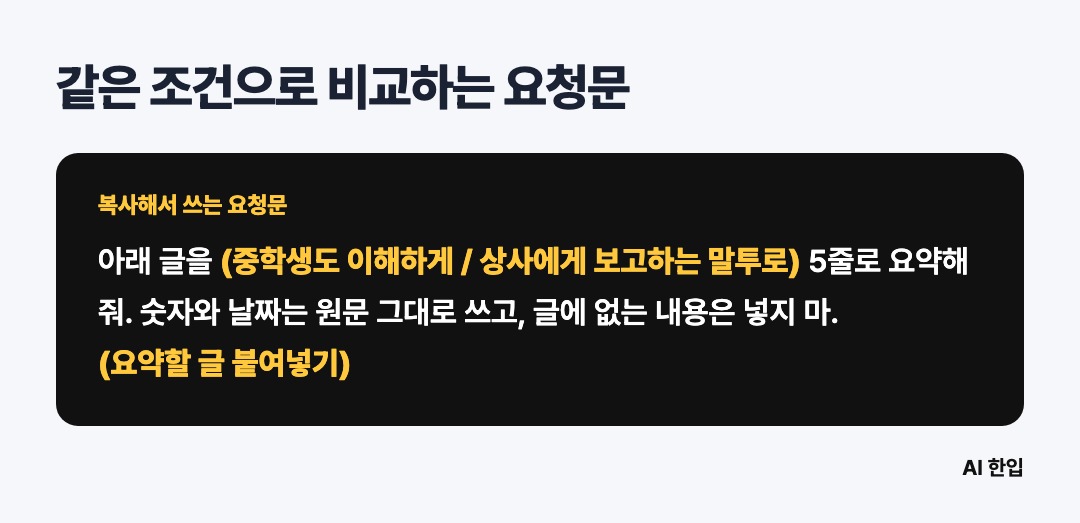 같은 조건으로 비교하는 요청문
복사해서 쓰는 요청문
아래 글을 (중학생도 이해하게 / 상사에게 보고하는 말투로) 5줄로 요약해
줘. 숫자와 날짜는 원문 그대로 쓰고, 글에 없는 내용은 넣지 마.
(요약할 글 붙여넣기)
AI 한입